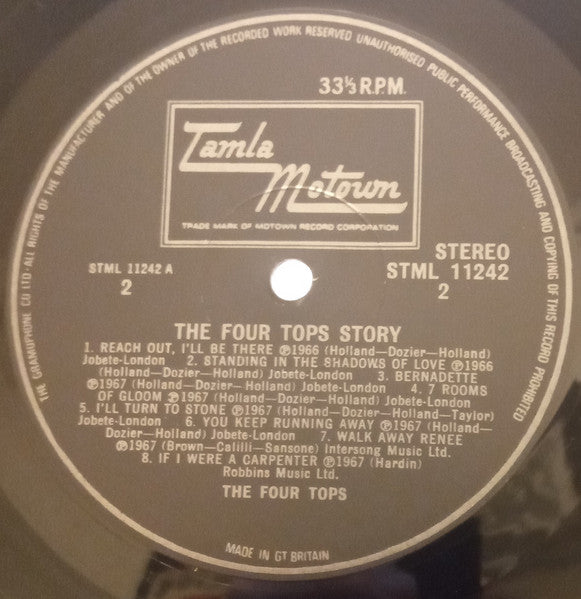 THE GRAMOPHONE CO LTD·ALL RIGHTS OF THE MANUFACTURER AND OF THE OWNER OF THE RECORDED WORK RESERVED UNAUTHORISED PUBLIC PERFORMANCE BROADCASTING AND COPYING OF THIS RECORD PROHIBITED
33⅓ R.P.M.
Tamla
Motown
TRADE MARK OF MOTOWN RECORD CORPORATION
STML 11242 A
2
STEREO
STML 11242
2
THE FOUR TOPS STORY
1. REACH OUT, I'LL BE THERE ℗1966 (Holland—Dozier—Holland)
Jobete-London 2. STANDING IN THE SHADOWS OF LOVE ℗1966
(Holland—Dozier—Holland) Jobete-London 3. BERNADETTE
℗1967 (Holland—Dozier—Holland) Jobete-London 4. 7 ROOMS
OF GLOOM ℗1967 (Holland—Dozier—Holland) Jobete-London
5. I'LL TURN TO STONE ℗1967 (Holland—Dozier—Holland—Taylor)
Jobete-London 6. YOU KEEP RUNNING AWAY ℗1967 (Holland—
Dozier—Holland) Jobete-London 7. WALK AWAY RENEE
℗1967 (Brown—Calilli—Sansone) Intersong Music Ltd.
8. IF I WERE A CARPENTER ℗1967 (Hardin)
Robbins Music Ltd.
THE FOUR TOPS
MADE IN GT BRITAIN